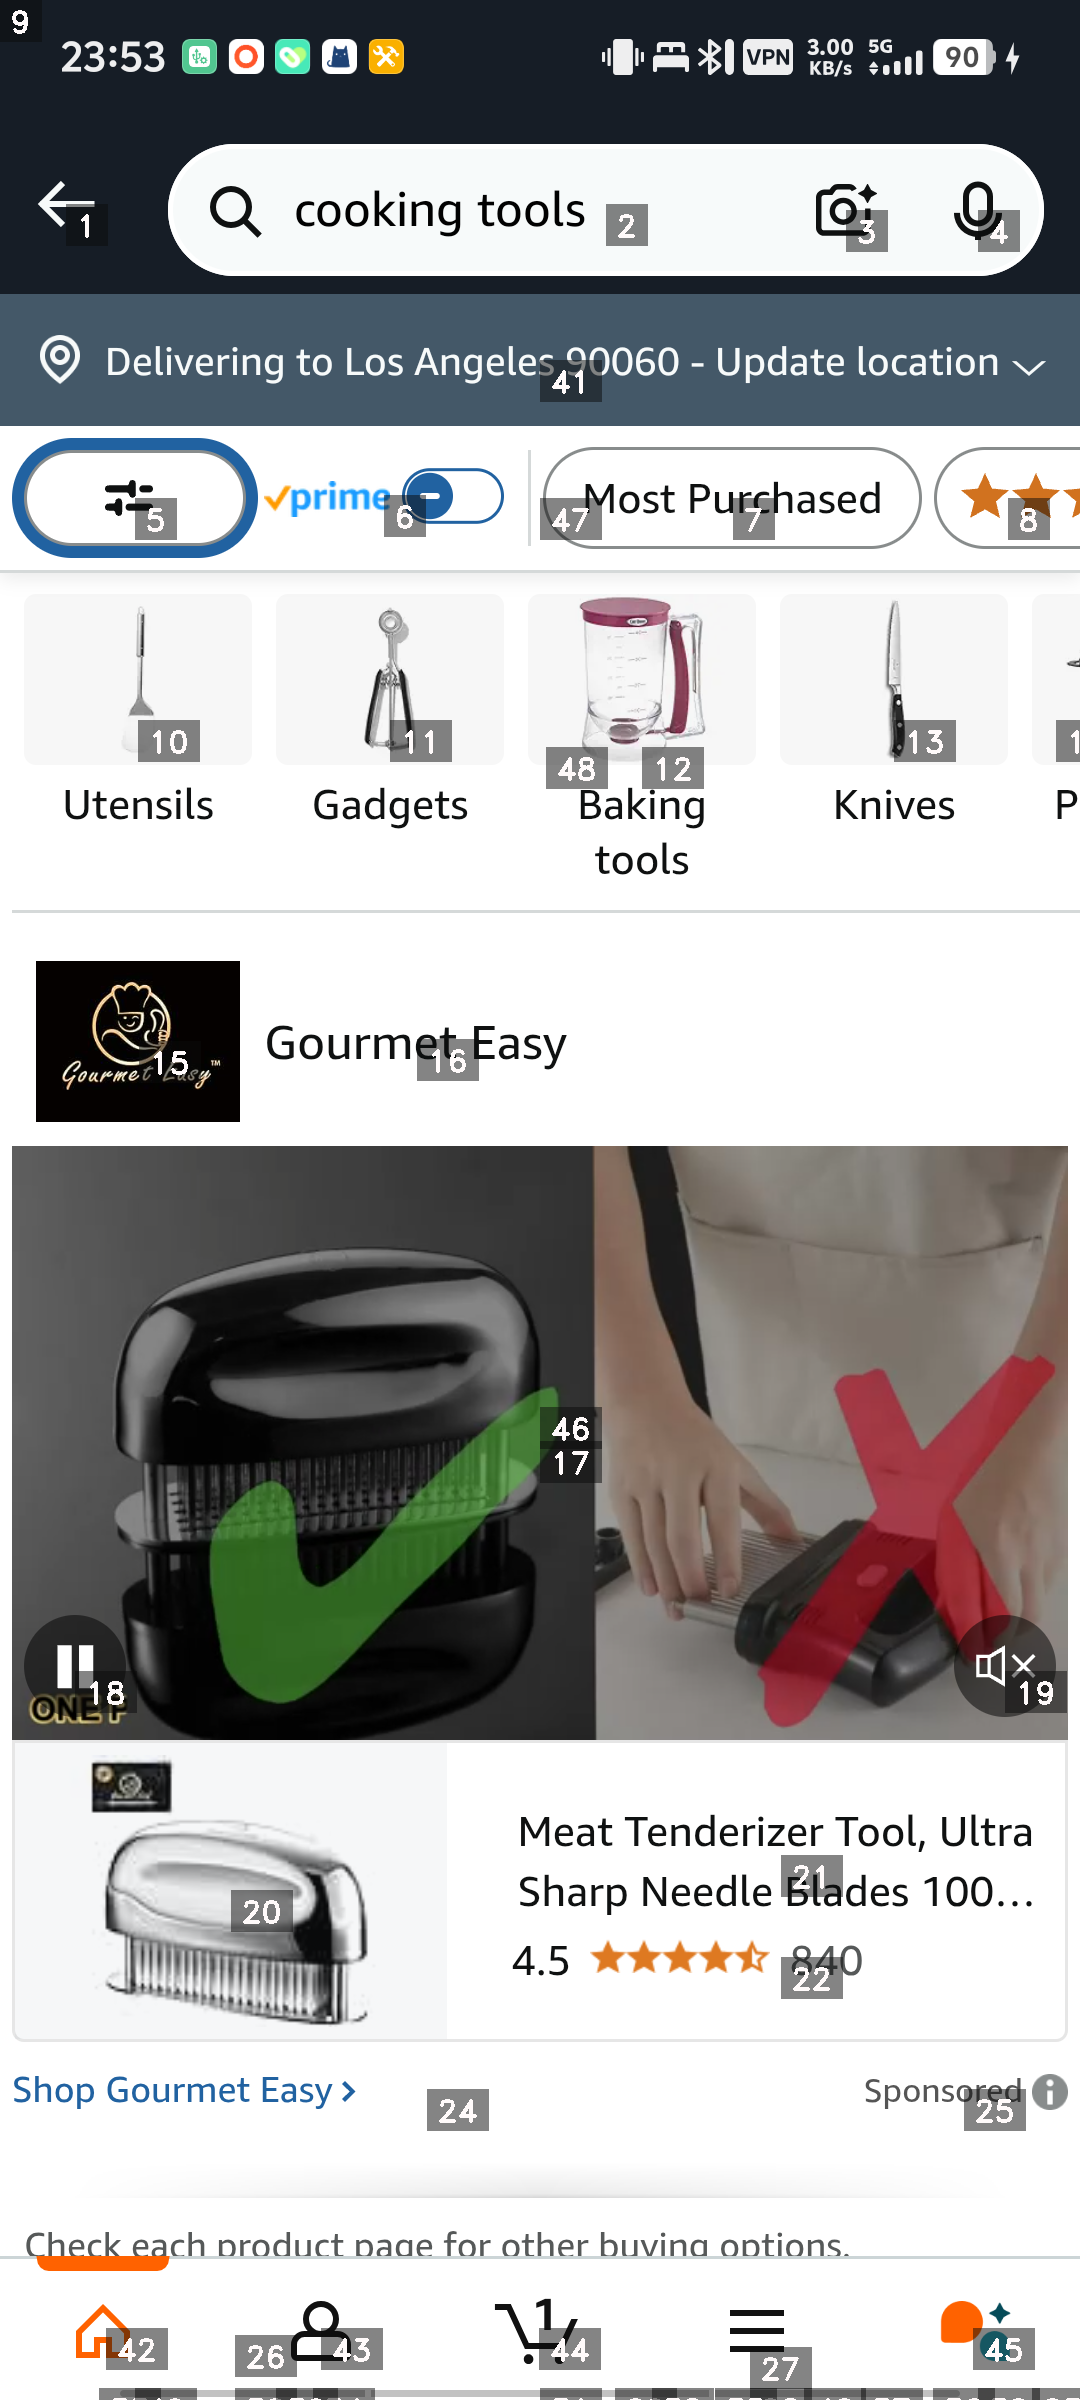 9
23:53
VPN
3.00 KB/s
5G
90
1
cooking tools
2
3
4
Delivering to Los Angeles 90060 - Update location
41
5
prime
6
47
Most Purchased
7
8
10
11
48
12
13
1
Utensils
Gadgets
Baking tools
Knives
P
Gourmet Easy™
15
Gourmet Easy
16
46
17
18
ONE P
19
20
Meat Tenderizer Tool, Ultra
21
Sharp Needle Blades 100...
4.5
840
22
Shop Gourmet Easy
24
Sponsored
25
Check each product page for other buying options.
42
26
43
1
44
27
45